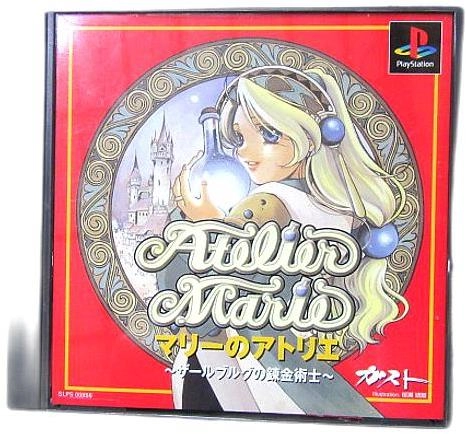 PlayStation
Atelier
Marie
マリーのアトリエ
～ザールブルグの錬金術士～
ガスト